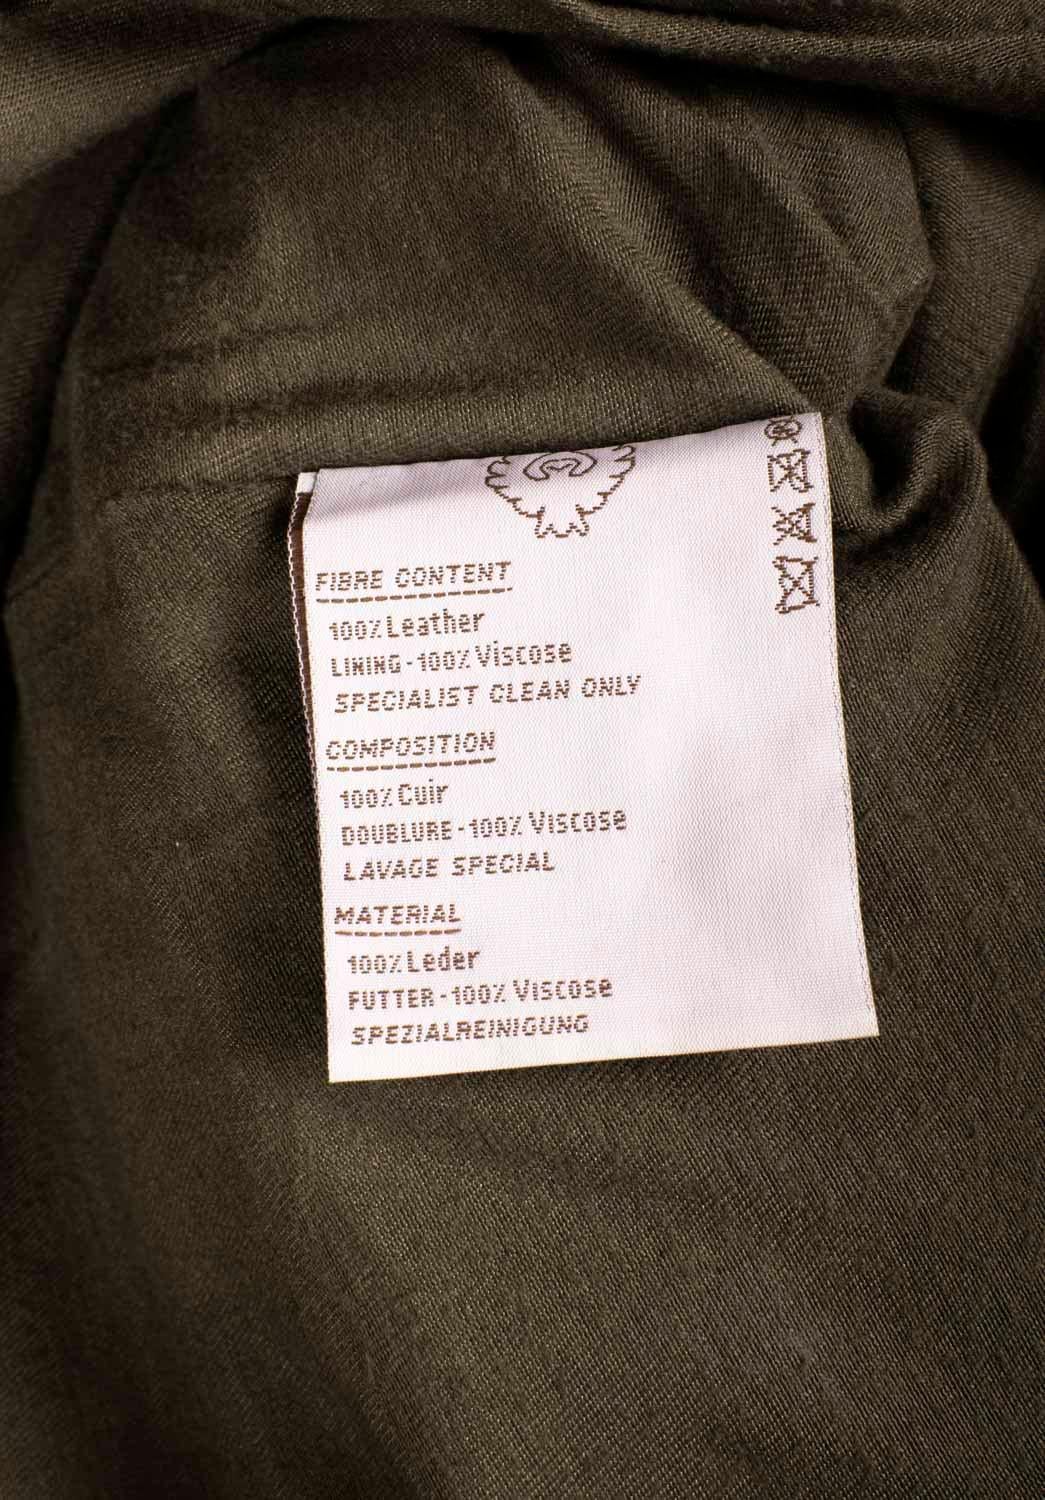 FIBRE CONTENT
100% Leather
LINING - 100% Viscose
SPECIALIST CLEAN ONLY
COMPOSITION
100% Cuir
DOUBLURE - 100% Viscose
LAVAGE SPECIAL
MATERIAL
100% Leder
FUTTER - 100% Viscose
SPEZIALREINIGUNG